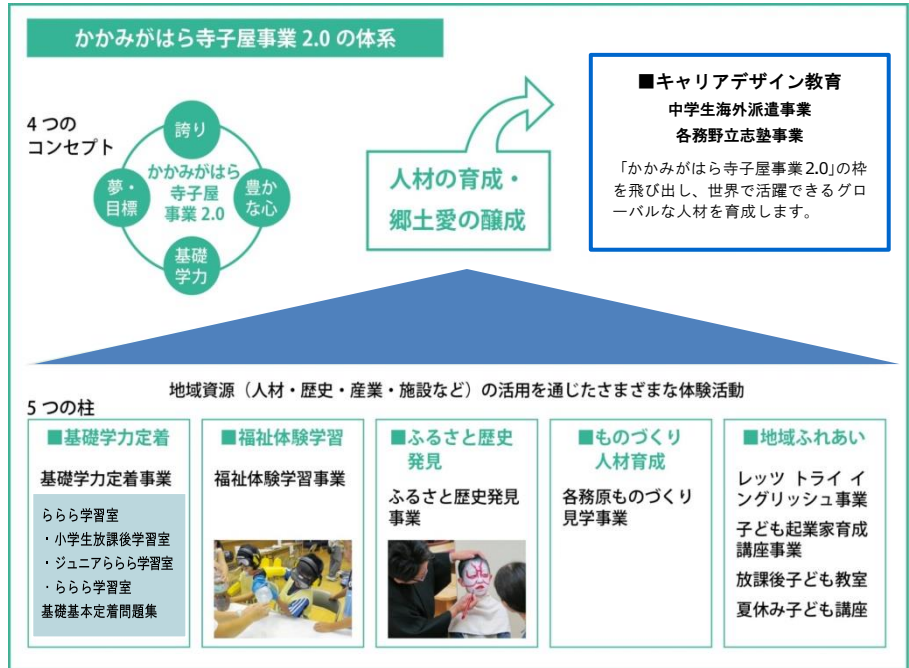 かかみがはら寺子屋事業 2.0 の体系
4 つの
コンセプト
誇り
夢・
目標
かかみがはら
寺子屋
事業 2.0
豊か
な心
基礎
学力
人材の育成・
郷土愛の醸成
■キャリアデザイン教育
中学生海外派遣事業
各務野立志塾事業
「かかみがはら寺子屋事業2.0」の枠
を飛び出し、世界で活躍できるグロ
ーバルな人材を育成します。
地域資源（人材・歴史・産業・施設など）の活用を通じたさまざまな体験活動
5 つの柱
■基礎学力定着
基礎学力定着事業
ららら学習室
・小学生放課後学習室
・ジュニアららら学習室
・ららら学習室
基礎基本定着問題集
■福祉体験学習
福祉体験学習事業
■ふるさと歴史
発見
ふるさと歴史発見
事業
■ものづくり
人材育成
各務原ものづくり
見学事業
■地域ふれあい
レッツ トライ イ
ングリッシュ事業
子ども起業家育成
講座事業
放課後子ども教室
夏休み子ども講座